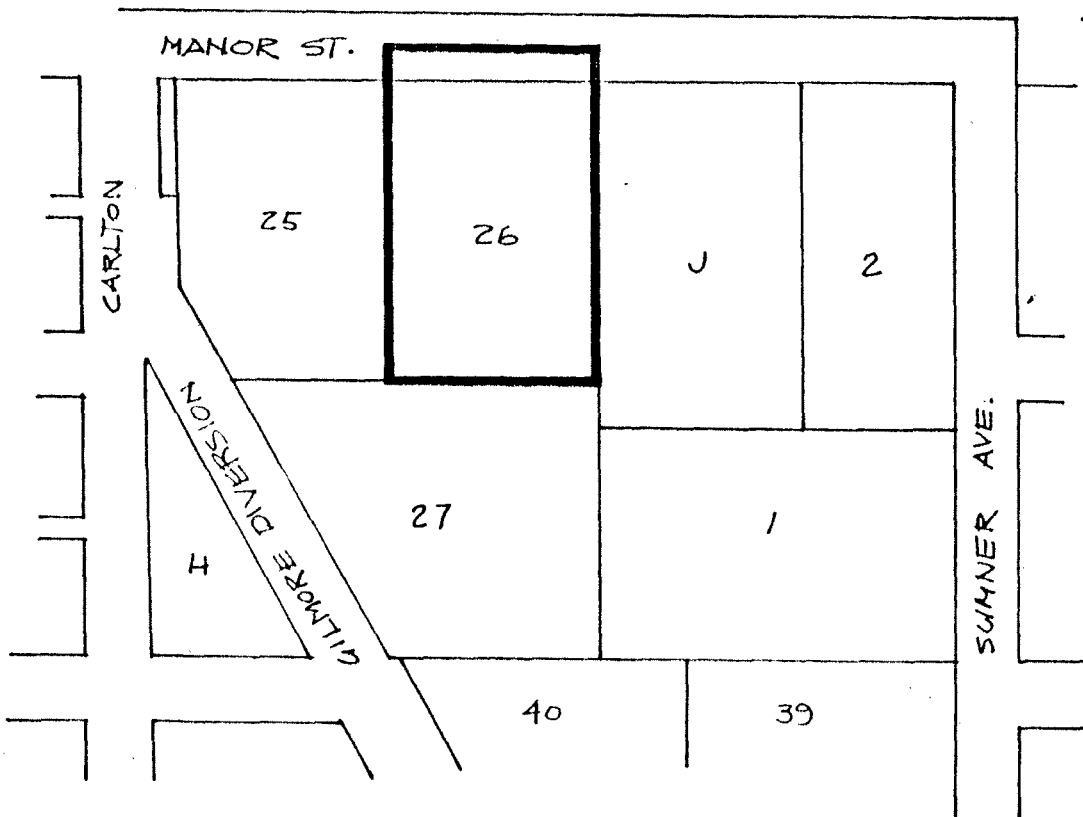 MANOR ST.
CARLTON
25
26
J
2
GILMORE DIVERSION
H
27
1
SUMNER AVE.
40
39